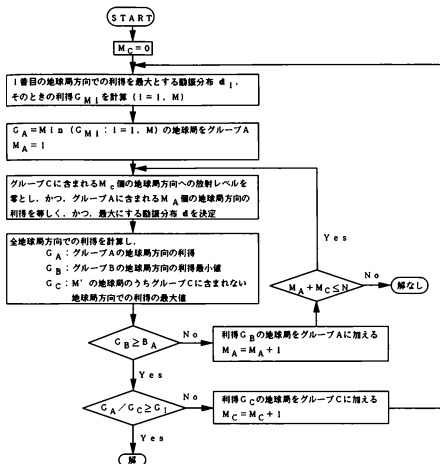 START
M_C=0
i番目の地球局方向での利得を最大とする励振分布 d_i,
そのときの利得G_Miを計算 (i=1, M)
G_A=Min (G_Mi: i=1, M) の地球局をグループA
M_A=1
グループCに含まれるM_C個の地球局方向への放射レベルを
零とし、かつ、グループAに含まれるM_A個の地球局方向の
利得を等しく、かつ、最大にする励振分布 dを決定
Yes
全地球局方向での利得を計算し、
G_A:グループAの地球局方向の利得
G_B:グループBの地球局方向の利得最小値
G_C:M'の地球局のうちグループCに含まれない
地球局方向での利得の最大値
M_A+M_C≤N
No
解なし
G_B≥B_A
No
利得G_Bの地球局をグループAに加える
M_A=M_A+1
Yes
G_A/G_C≥G_I
No
利得G_Cの地球局をグループCに加える
M_C=M_C+1
Yes
解